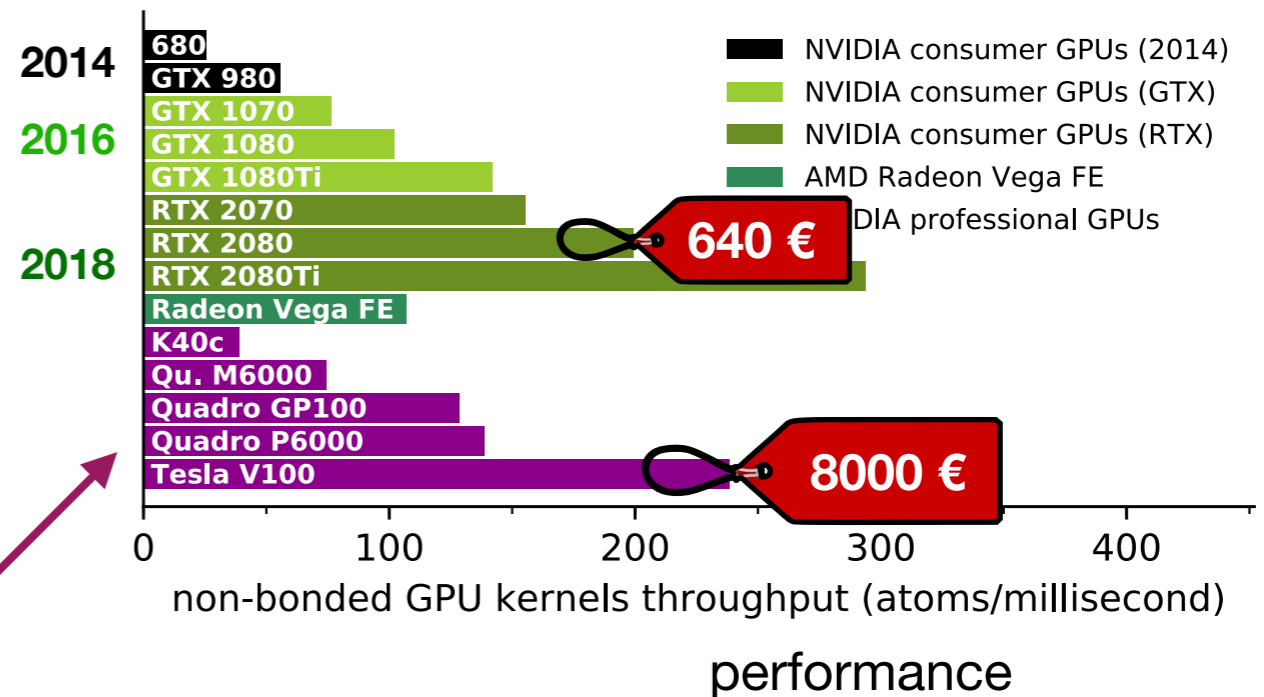 2014
2016
2018
680
GTX 980
GTX 1070
GTX 1080
GTX 1080Ti
RTX 2070
RTX 2080
RTX 2080Ti
Radeon Vega FE
K40c
Qu. M6000
Quadro GP100
Quadro P6000
Tesla V100
NVIDIA consumer GPUs (2014)
NVIDIA consumer GPUs (GTX)
NVIDIA consumer GPUs (RTX)
AMD Radeon Vega FE
DIA professional GPUs
640 €
8000 €
0 100 200 300 400
non-bonded GPU kernels throughput (atoms/millisecond)
performance